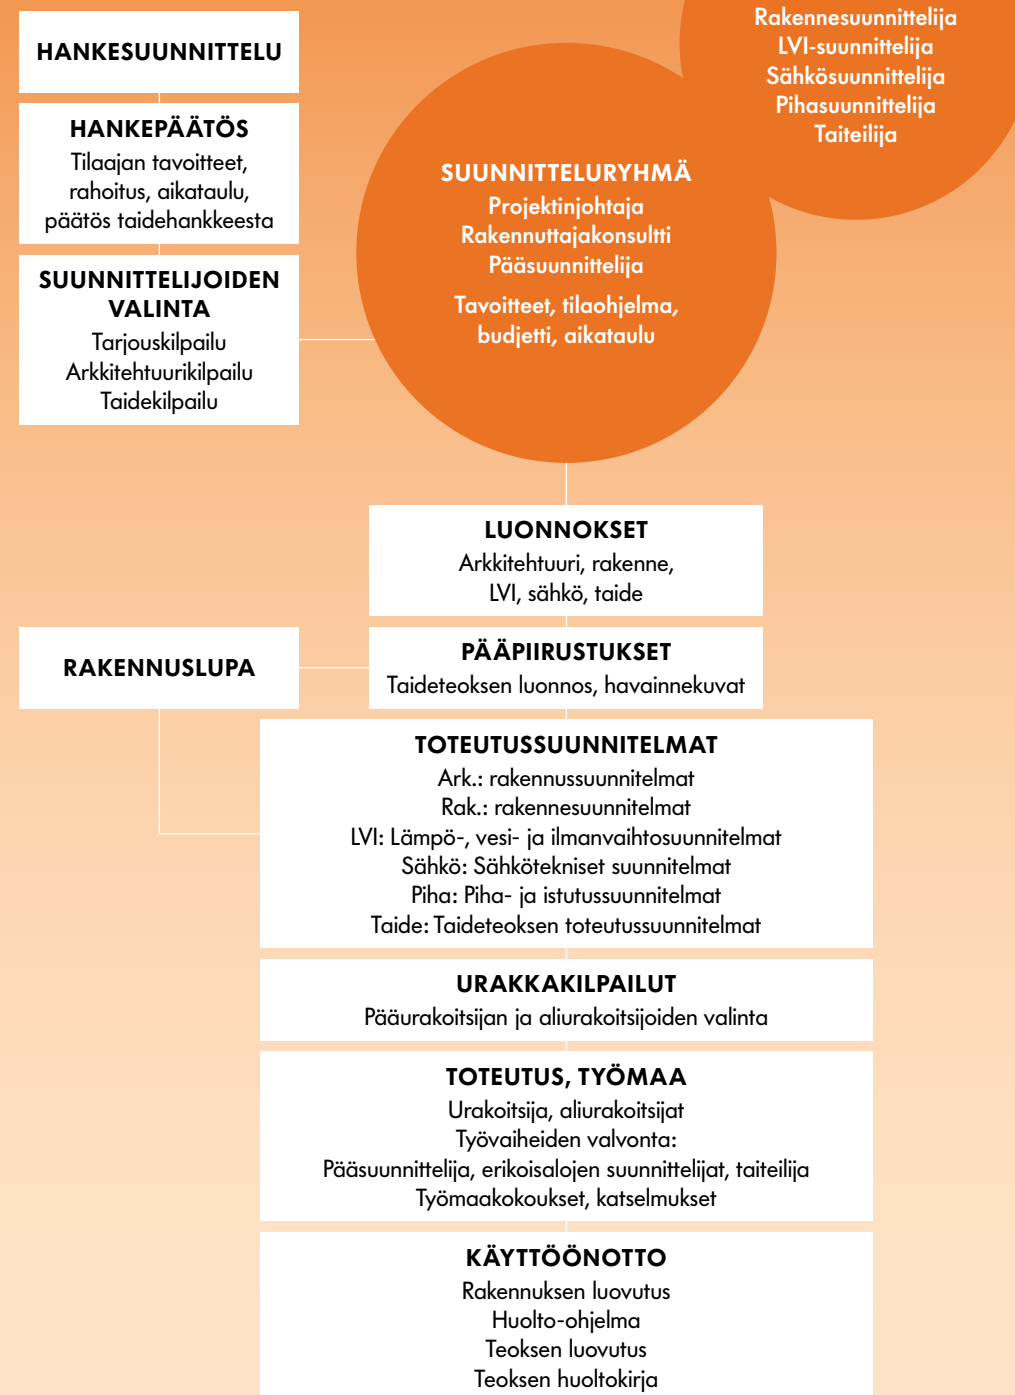 Rakennesuunnittelija
LVI-suunnittelija
Sähkösuunnittelija
Pihasuunnittelija
Taiteilija
HANKESUUNNITTELU
HANKEPÄÄTÖS
Tilaajan tavoitteet,
rahoitus, aikataulu,
päätös taidehankkeesta
SUUNNITTELIJOIDEN
VALINTA
Tarjouskilpailu
Arkkitehtuurikilpailu
Taidekilpailu
SUUNNITTELURYHMÄ
Projektinjohtaja
Rakennuttajakonsultti
Pääsuunnittelija
Tavoitteet, tilaohjelma,
budjetti, aikataulu
LUONNOKSET
Arkkitehtuuri, rakenne,
LVI, sähkö, taide
RAKENNUSLUPA
PÄÄPIIRUSTUKSET
Taideteoksen luonnos, havainnekuvat
TOTEUTUSSUUNNITELMAT
Ark.: rakennussuunnitelmat
Rak.: rakennesuunnitelmat
LVI: Lämpö-, vesi- ja ilmanvaihtosuunnitelmat
Sähkö: Sähkötekniset suunnitelmat
Piha: Piha- ja istutussuunnitelmat
Taide: Taideteoksen toteutussuunnitelmat
URAKKAKILPAILUT
Pääurakoitsijan ja aliurakoitsijoiden valinta
TOTEUTUS, TYÖMAA
Urakoitsija, aliurakoitsijat
Työvaiheiden valvonta:
Pääsuunnittelija, erikoisalojen suunnittelijat, taiteilija
Työmaakokoukset, katselmukset
KÄYTTÖÖNOTTO
Rakennuksen luovutus
Huolto-ohjelma
Teoksen luovutus
Teoksen huoltokirja